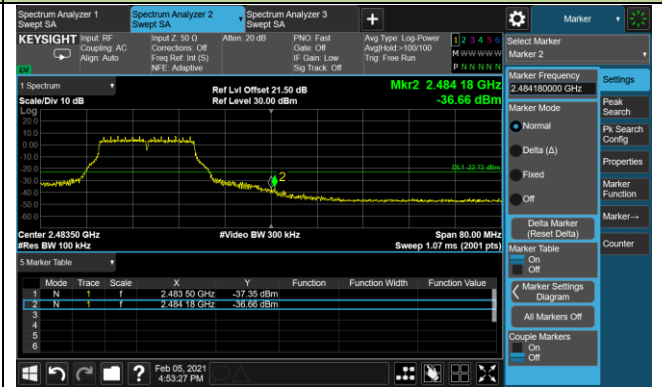 Spectrum Analyzer 1
Swept SA
Spectrum Analyzer 2
Swept SA
Spectrum Analyzer 3
Swept SA
Marker
KEYSIGHT
Input: RF
Coupling: AC
Align: Auto
Input Z: 50 Ω
Corrections: Off
Freq Ref: Int (S)
NFE: Adaptive
Atten: 20 dB
PNO: Fast
Gate: Off
IF Gain: Low
Sig Track: Off
Avg Type: Log-Power
Avg|Hold:>100/100
Trig: Free Run
1 2 3 4 5 6
M W W W W W
P N N N N N
Select Marker
Marker 2
1 Spectrum
Scale/Div 10 dB
Log
Ref Lvl Offset 21.50 dB
Ref Level 30.00 dBm
Mkr2 2.484 18 GHz
-36.66 dBm
20.0
10.0
0.00
-10.0
-20.0
-30.0
-40.0
-50.0
-60.0
2
DL1 -22.72 dBm
Center 2.48350 GHz
#Res BW 100 kHz
#Video BW 300 kHz
Span 80.00 MHz
Sweep 1.07 ms (2001 pts)
5 Marker Table
Mode Trace Scale X Y Function Function Width Function Value
1 N 1 f 2.483 50 GHz -37.35 dBm
2 N 1 f 2.484 18 GHz -36.66 dBm
3
4
5
6
Marker Frequency
2.484180000 GHz
Marker Mode
Normal
Delta (Δ)
Fixed
Off
Delta Marker
(Reset Delta)
Marker Table
On
Off
Marker Settings
Diagram
All Markers Off
Couple Markers
On
Off
Settings
Peak
Search
Pk Search
Config
Properties
Marker
Function
Marker→
Counter
Feb 05, 2021
4:53:27 PM